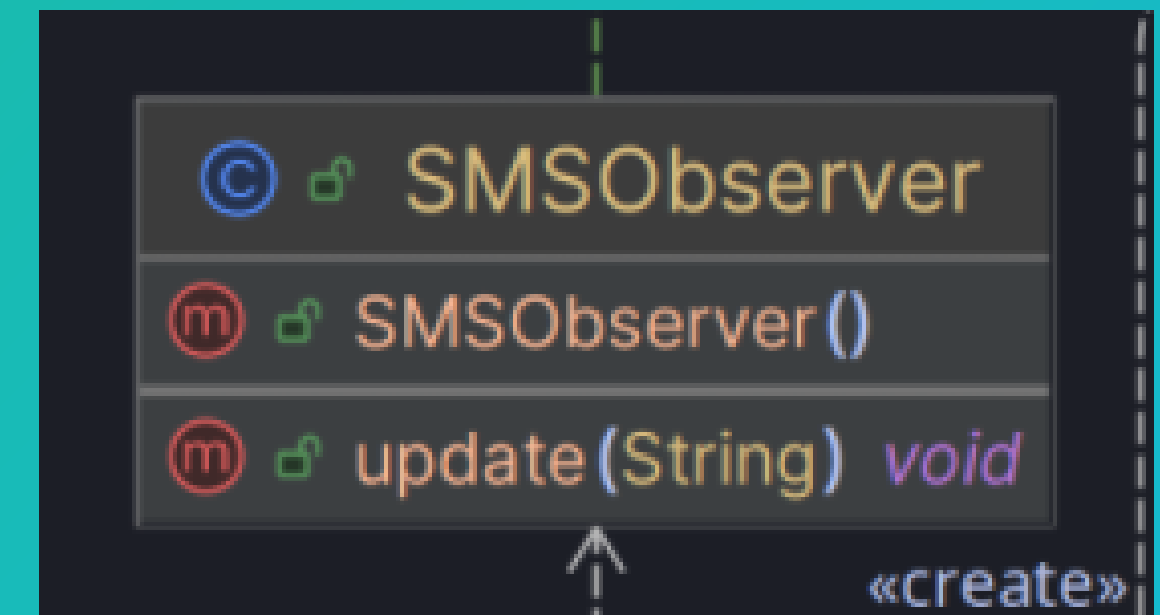 SMSObserver
SMSObserver()
update(String) void
«create»